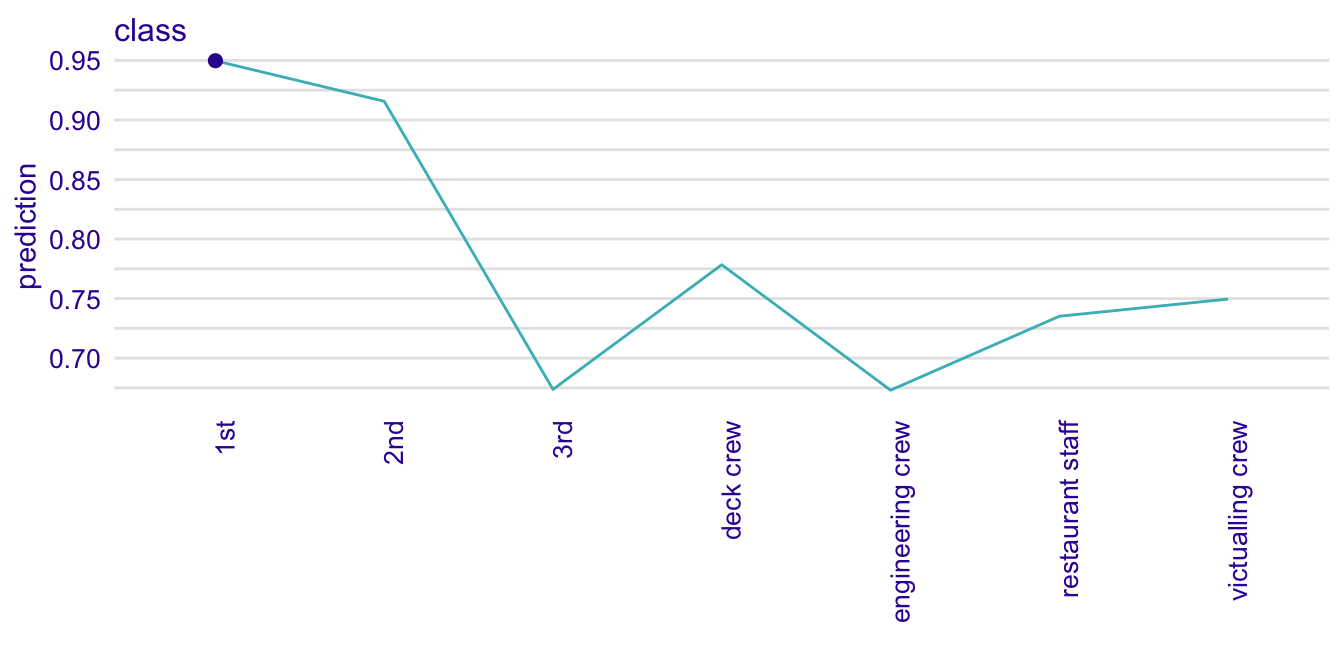 class
prediction
0.95
0.90
0.85
0.80
0.75
0.70
1st
2nd
3rd
deck crew
engineering crew
restaurant staff
victualling crew